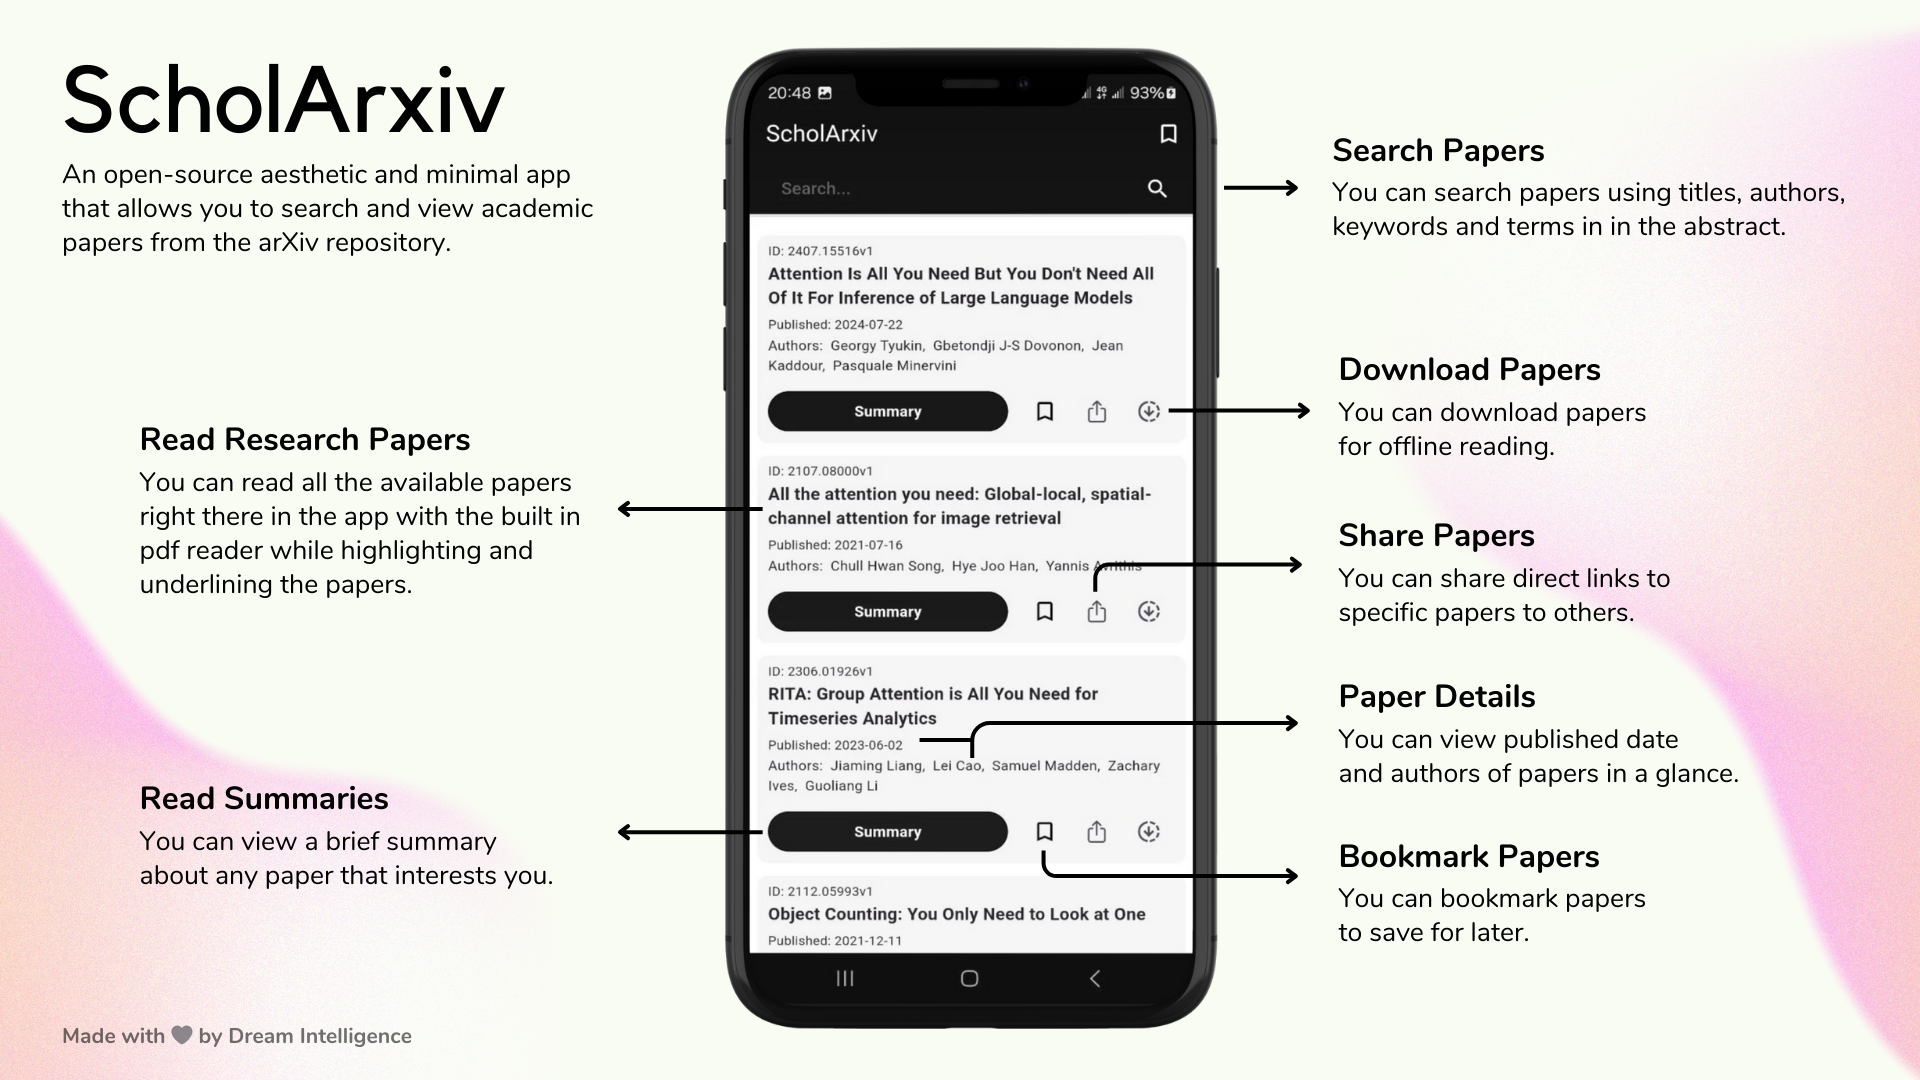 ScholArxiv
An open-source aesthetic and minimal app
that allows you to search and view academic
papers from the arXiv repository.
Read Research Papers
You can read all the available papers
right there in the app with the built in
pdf reader while highlighting and
underlining the papers.
Read Summaries
You can view a brief summary
about any paper that interests you.
Made with 🖤 by Dream Intelligence
20:48
4G
93%
ScholArxiv
Search...
ID: 2407.15516v1
Attention Is All You Need But You Don't Need All
Of It For Inference of Large Language Models
Published: 2024-07-22
Authors: Georgy Tyukin, Gbetondji J-S Dovonon, Jean
Kaddour, Pasquale Minervini
Summary
ID: 2107.08000v1
All the attention you need: Global-local, spatial-
channel attention for image retrieval
Published: 2021-07-16
Authors: Chull Hwan Song, Hye Joo Han, Yannis Avrithis
Summary
ID: 2306.01926v1
RITA: Group Attention is All You Need for
Timeseries Analytics
Published: 2023-06-02
Authors: Jiaming Liang, Lei Cao, Samuel Madden, Zachary
Ives, Guoliang Li
Summary
ID: 2112.05993v1
Object Counting: You Only Need to Look at One
Published: 2021-12-11
Search Papers
You can search papers using titles, authors,
keywords and terms in in the abstract.
Download Papers
You can download papers
for offline reading.
Share Papers
You can share direct links to
specific papers to others.
Paper Details
You can view published date
and authors of papers in a glance.
Bookmark Papers
You can bookmark papers
to save for later.